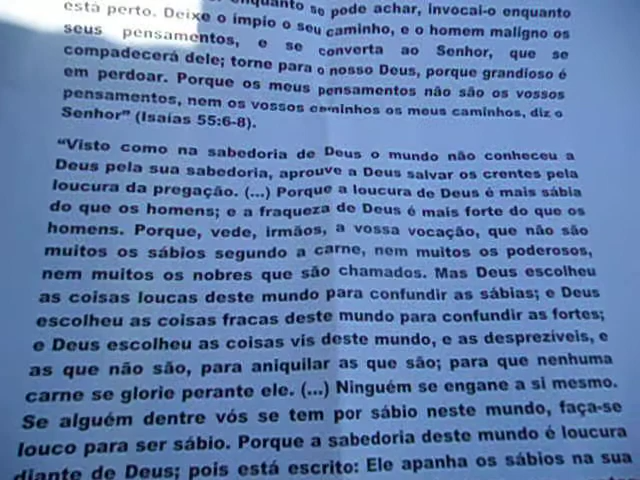 enquanto se pode achar, invocai-o enquanto
está perto. Deixe o ímpio o seu caminho, e o homem maligno os
seus pensamentos, e se converta ao Senhor, que se
compadecerá dele; torne para o nosso Deus, porque grandioso é
em perdoar. Porque os meus pensamentos não são os vossos
pensamentos, nem os vossos caminhos os meus caminhos, diz o
Senhor” (Isaías 55:6-8).
“Visto como na sabedoria de Deus o mundo não conheceu a
Deus pela sua sabedoria, aprouve a Deus salvar os crentes pela
loucura da pregação. (...) Porque a loucura de Deus é mais sábia
do que os homens; e a fraqueza de Deus é mais forte do que os
homens. Porque, vede, irmãos, a vossa vocação, que não são
muitos os sábios segundo a carne, nem muitos os poderosos,
nem muitos os nobres que são chamados. Mas Deus escolheu
as coisas loucas deste mundo para confundir as sábias; e Deus
escolheu as coisas fracas deste mundo para confundir as fortes;
e Deus escolheu as coisas vis deste mundo, e as desprezíveis, e
as que não são, para aniquilar as que são; para que nenhuma
carne se glorie perante ele. (...) Ninguém se engane a si mesmo.
Se alguém dentre vós se tem por sábio neste mundo, faça-se
louco para ser sábio. Porque a sabedoria deste mundo é loucura
diante de Deus; pois está escrito: Ele apanha os sábios na sua